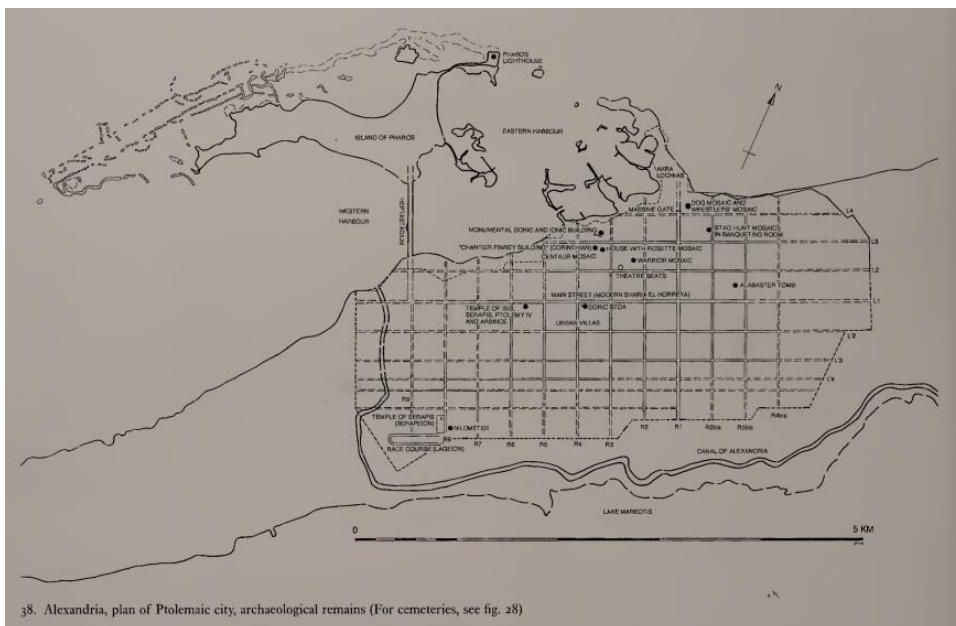 PHAROS
LIGHTHOUSE
N
ISLAND OF PHAROS
EASTERN HARBOUR
AKRA
LOCHIAS
WESTERN
HARBOUR
HEPTASTADIUM
MASSIVE GATE
DOG MOSAIC AND
WRESTLERS' MOSAIC
L4
MONUMENTAL DORIC AND IONIC BUILDING
STAG HUNT MOSAIC
IN BANQUETING ROOM
"CHANTIER FINNEY BUILDING" (CORINTHIAN)
HOUSE WITH ROSETTE MOSAIC
L3
CENTAUR MOSAIC
WARRIOR MOSAIC
THEATRE SEATS
L2
ALABASTER TOMB
MAIN STREET (MODERN SHARIA EL-HORREYA)
L1
TEMPLE OF ISIS,
SERAPIS, PTOLEMY IV
AND ARSINOE
DORIC STOA
URBAN VILLAS
L'2
L'3
L'4
R9
TEMPLE OF SERAPIS
(SERAPEION)
NILOMETER
RACE COURSE (LAGEION)
R8
R7
R6
R5
R4
R3
R2
R1
R2bis
R3bis
R4bis
CANAL OF ALEXANDRIA
LAKE MAREOTIS
0
5 KM
38. Alexandria, plan of Ptolemaic city, archaeological remains (For cemeteries, see fig. 28)